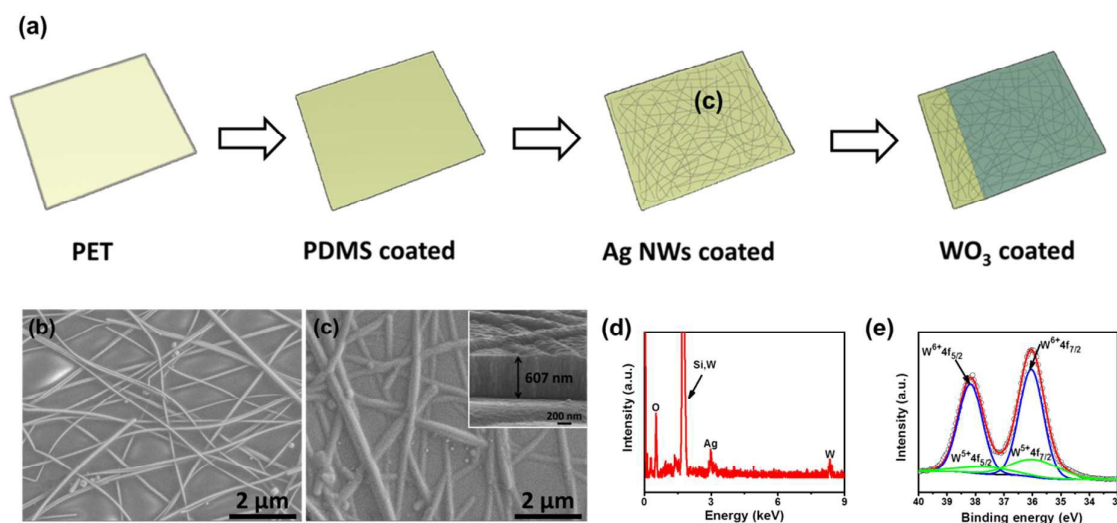 (a)
(c)
PET
PDMS coated
Ag NWs coated
WO₃ coated
(b)
2 µm
(c)
607 nm
200 nm
2 µm
(d)
Intensity (a.u.)
O
Si,W
Ag
W
0 3 6 9
Energy (keV)
(e)
Intensity (a.u.)
W⁶⁺4f₅/₂
W⁶⁺4f₇/₂
W⁵⁺4f₅/₂
W⁵⁺4f₇/₂
40 39 38 37 36 35 34 33
Binding energy (eV)